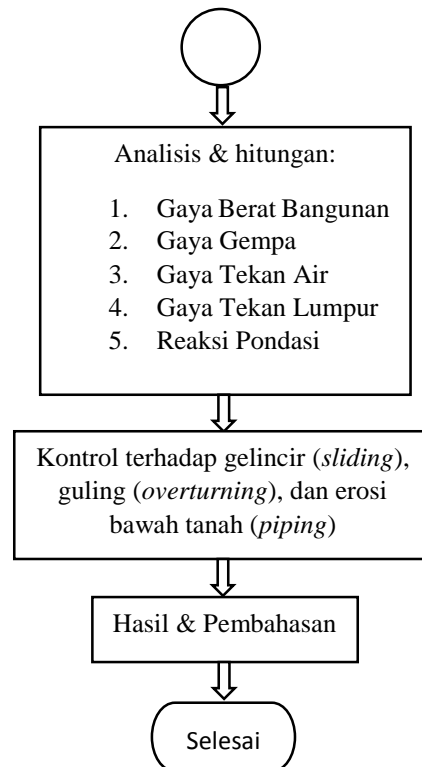 Analisis & hitungan:
1. Gaya Berat Bangunan
2. Gaya Gempa
3. Gaya Tekan Air
4. Gaya Tekan Lumpur
5. Reaksi Pondasi
Kontrol terhadap gelincir (sliding),
guling (overturning), dan erosi
bawah tanah (piping)
Hasil & Pembahasan
Selesai